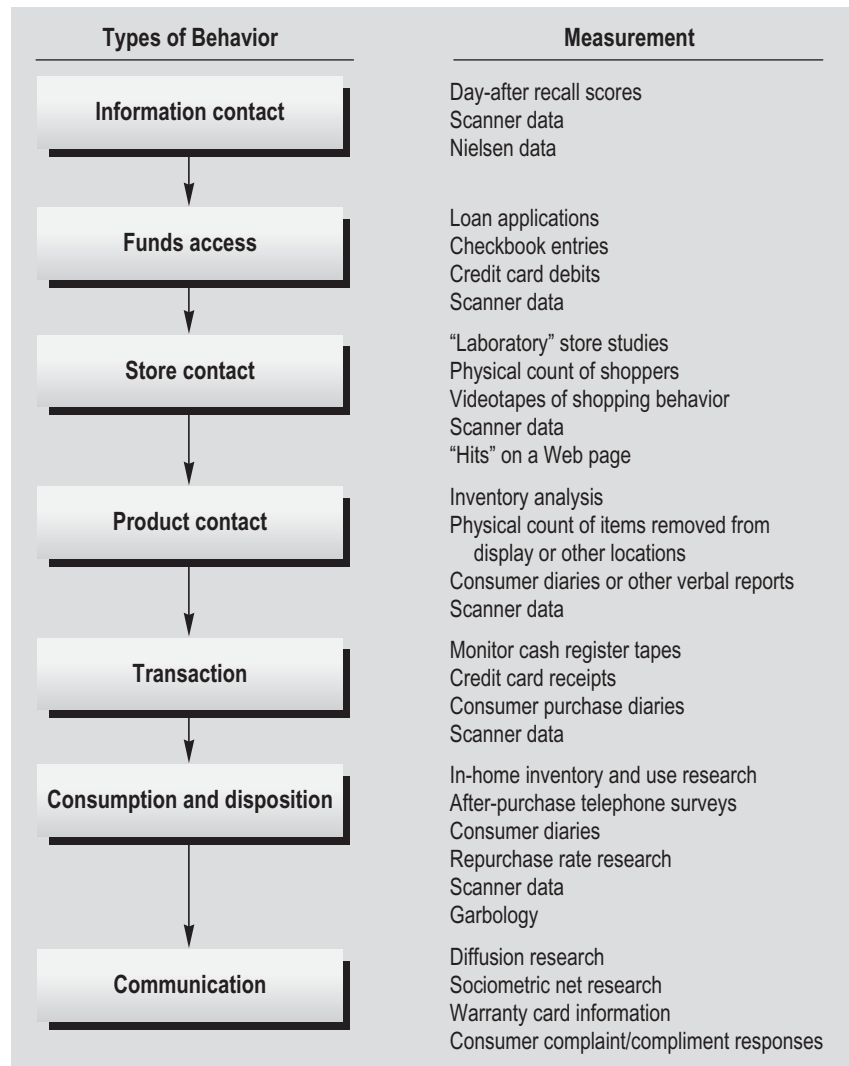 Types of Behavior
Measurement
Information contact
Day-after recall scores
Scanner data
Nielsen data
Funds access
Loan applications
Checkbook entries
Credit card debits
Scanner data
Store contact
“Laboratory” store studies
Physical count of shoppers
Videotapes of shopping behavior
Scanner data
“Hits” on a Web page
Product contact
Inventory analysis
Physical count of items removed from
display or other locations
Consumer diaries or other verbal reports
Scanner data
Transaction
Monitor cash register tapes
Credit card receipts
Consumer purchase diaries
Scanner data
Consumption and disposition
In-home inventory and use research
After-purchase telephone surveys
Consumer diaries
Repurchase rate research
Scanner data
Garbology
Communication
Diffusion research
Sociometric net research
Warranty card information
Consumer complaint/compliment responses